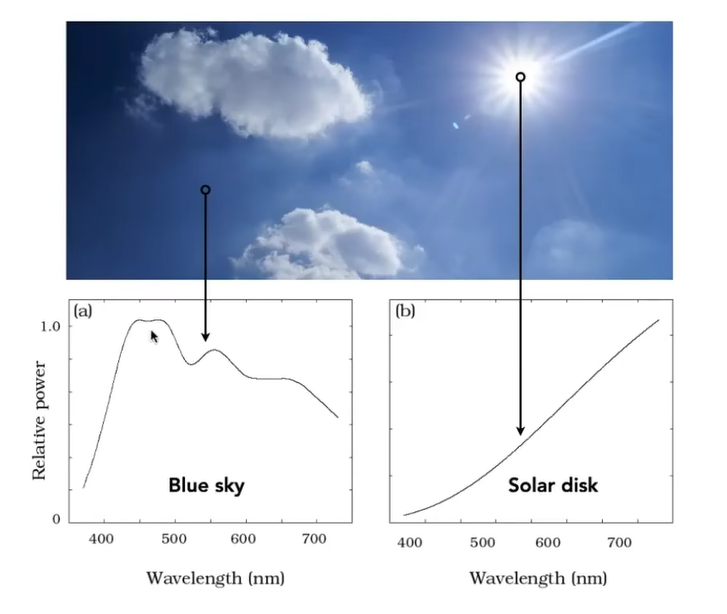 (a)
1.0
Relative power
0
Blue sky
400 500 600 700
Wavelength (nm)
(b)
Solar disk
400 500 600 700
Wavelength (nm)